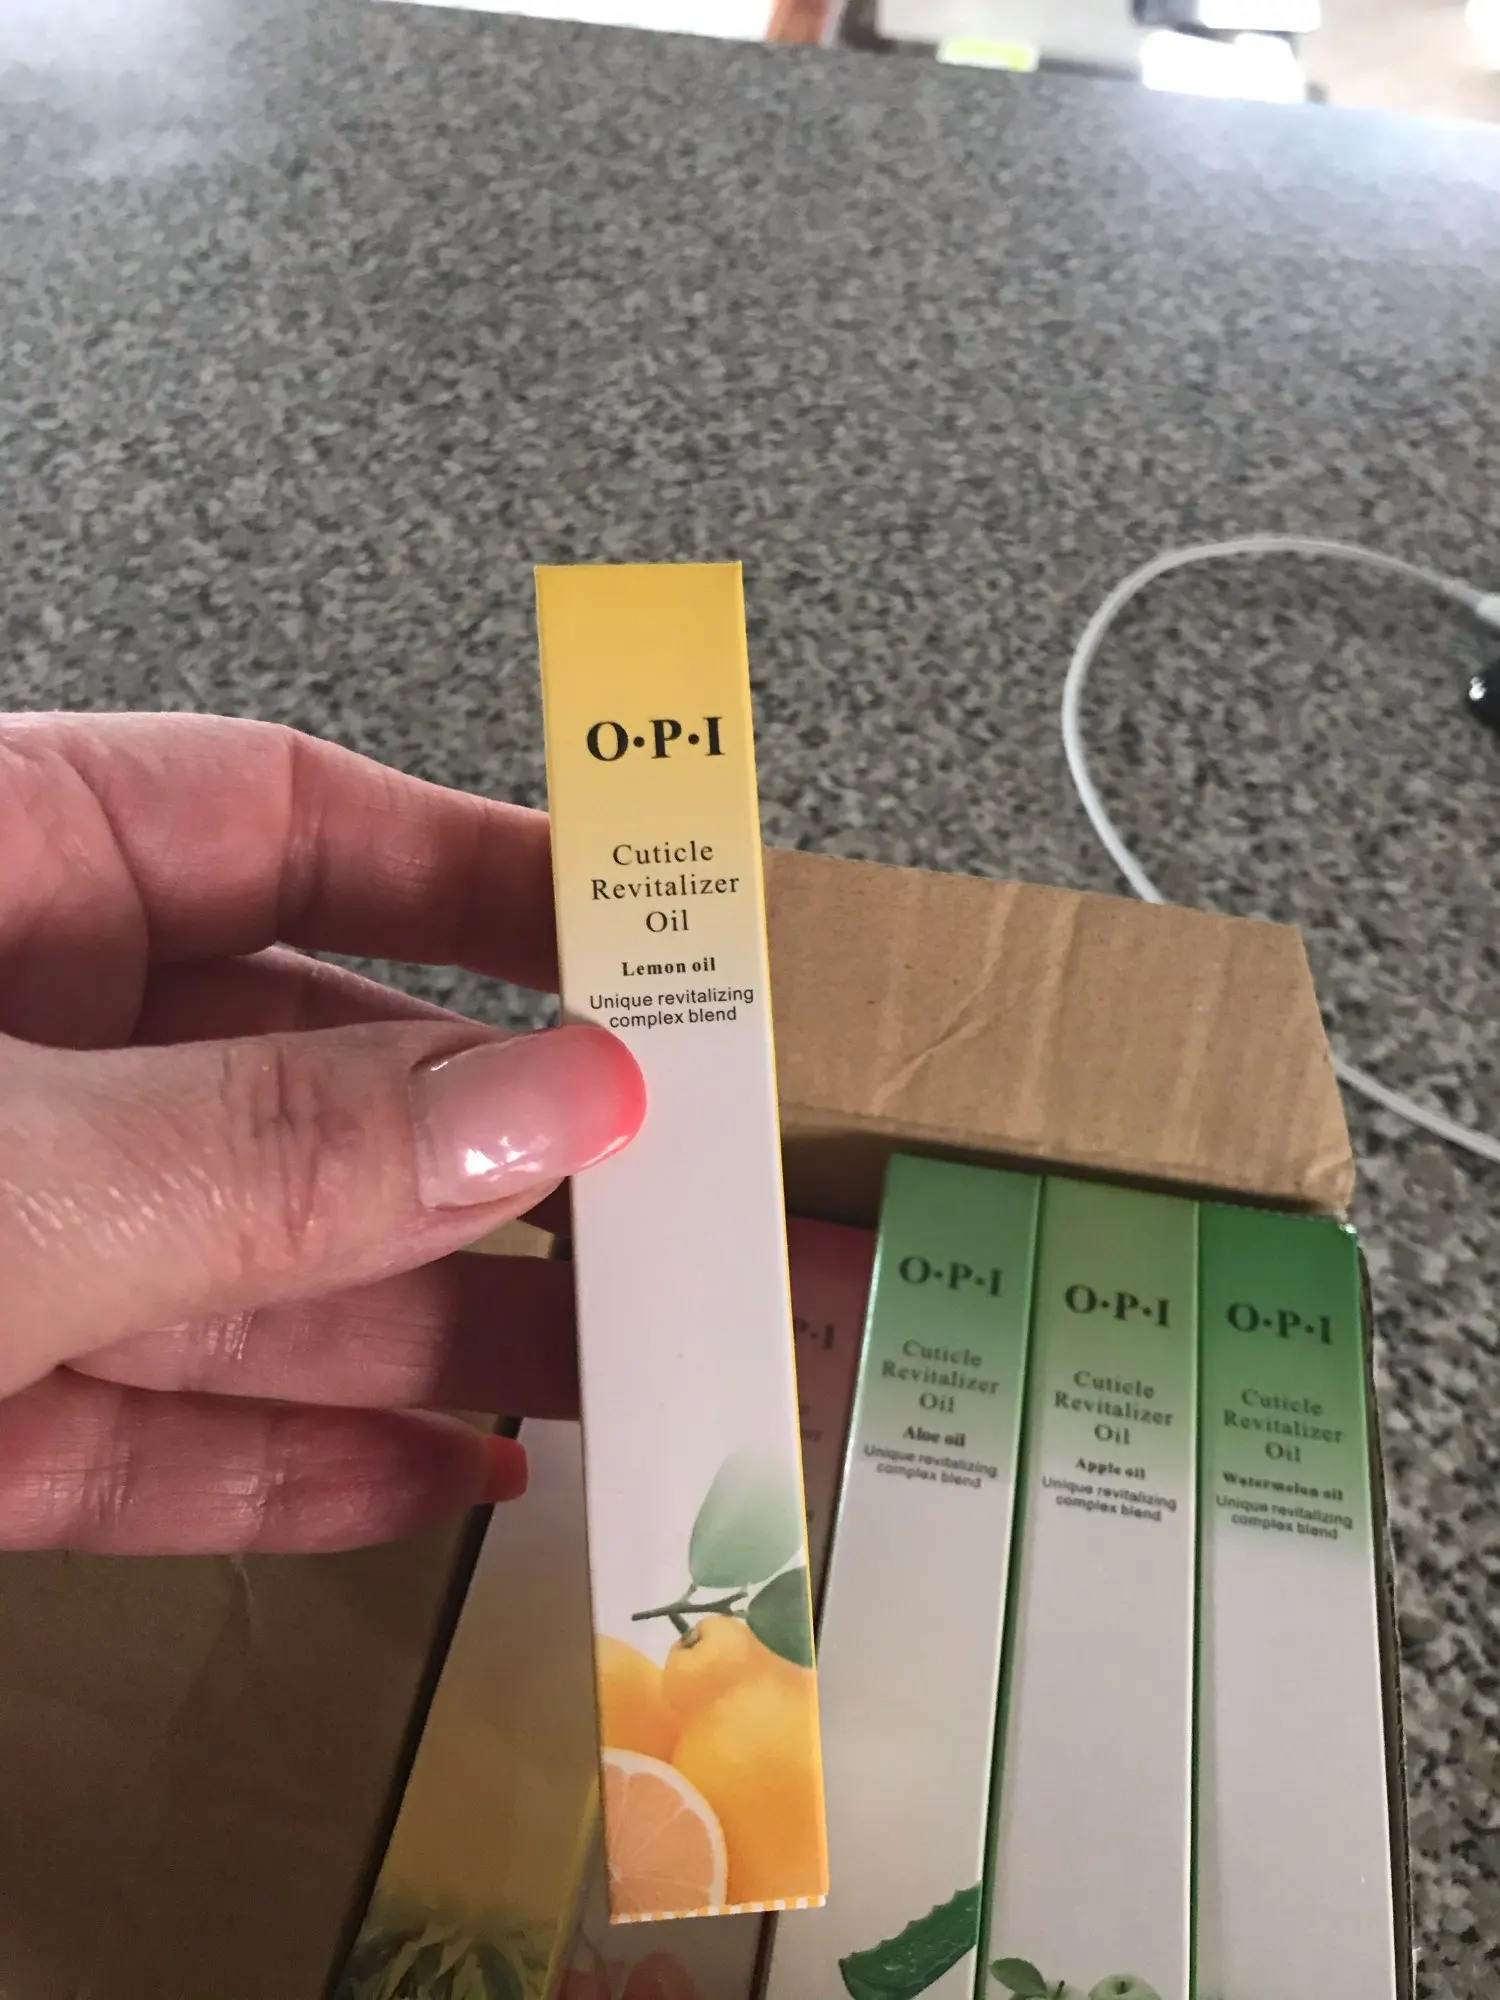 O·P·I
Cuticle
Revitalizer
Oil
Lemon oil
Unique revitalizing
complex blend
P·I
O·P·I
Cuticle
Revitalizer
Oil
Aloe oil
Unique revitalizing
complex blend
O·P·I
Cuticle
Revitalizer
Oil
Apple oil
Unique revitalizing
complex blend
O·P·I
Cuticle
Revitalizer
Oil
Watermelon oil
Unique revitalizing
complex blend